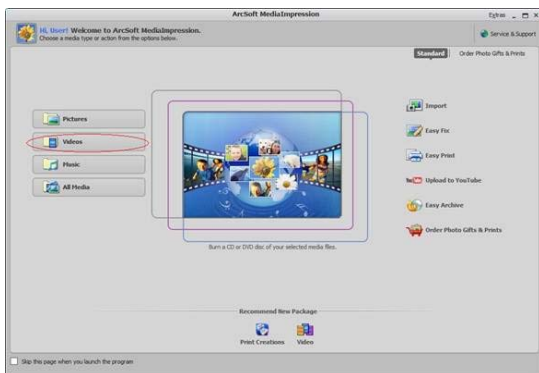 ArcSoft MediaImpression
Extras
Hi, User! Welcome to ArcSoft MediaImpression.
Choose a media type or action from the options below.
Service & Support
Standard
Order Photo Gifts & Prints
Pictures
Videos
Music
All Media
Import
Easy Fix
Easy Print
Upload to YouTube
Easy Archive
Order Photo Gifts & Prints
Burn a CD or DVD disc of your selected media files.
Recommend New Package
Print Creations
Video
Skip this page when you launch the program